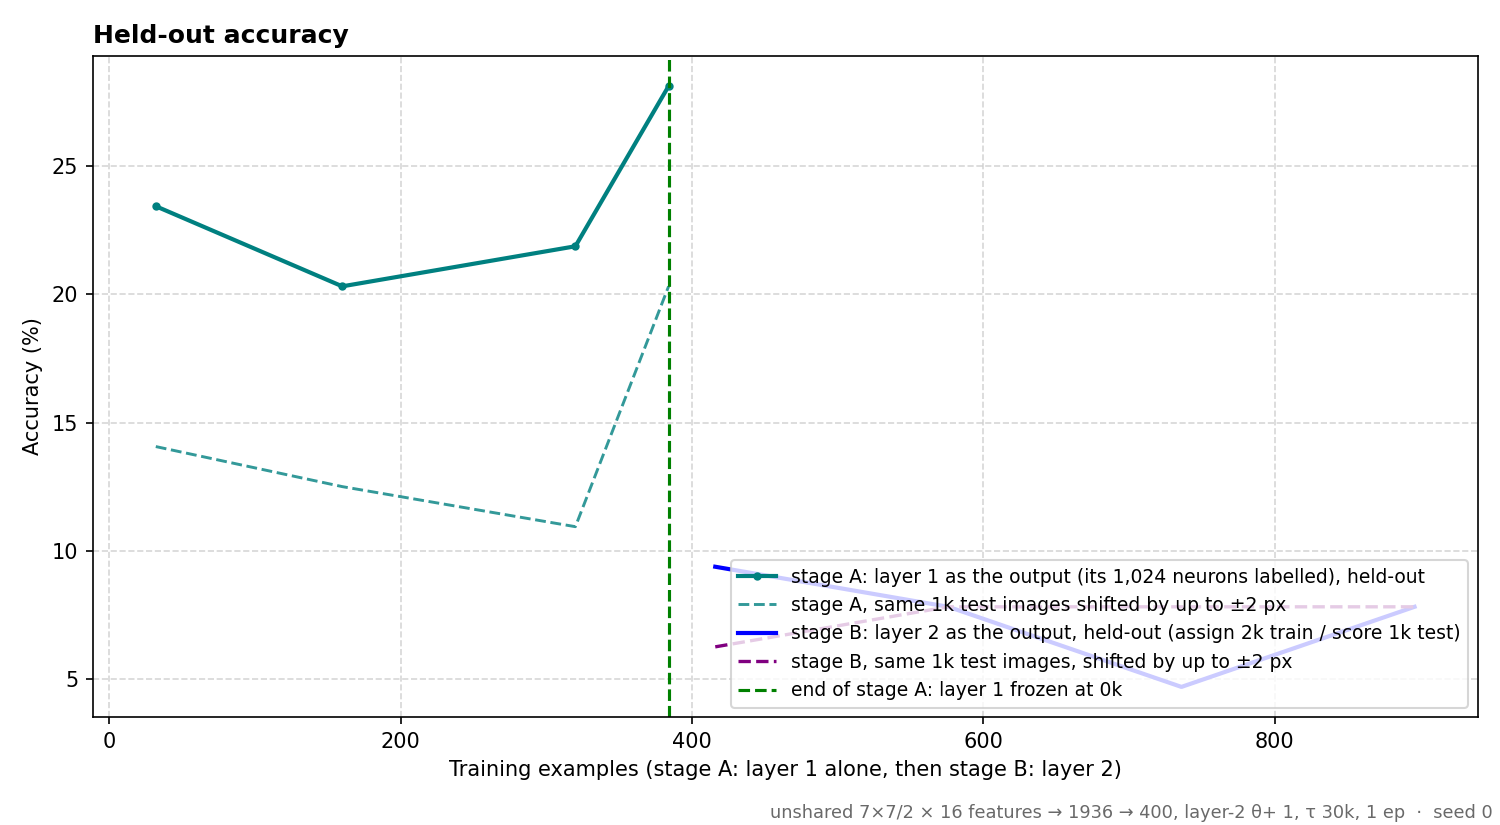 Held-out accuracy
Accuracy (%)
25
20
15
10
5
stage A: layer 1 as the output (its 1,024 neurons labelled), held-out
stage A, same 1k test images shifted by up to ±2 px
stage B: layer 2 as the output, held-out (assign 2k train / score 1k test)
stage B, same 1k test images, shifted by up to ±2 px
end of stage A: layer 1 frozen at 0k
0 200 400 600 800
Training examples (stage A: layer 1 alone, then stage B: layer 2)
unshared 7×7/2 × 16 features → 1936 → 400, layer-2 θ+ 1, τ 30k, 1 ep · seed 0